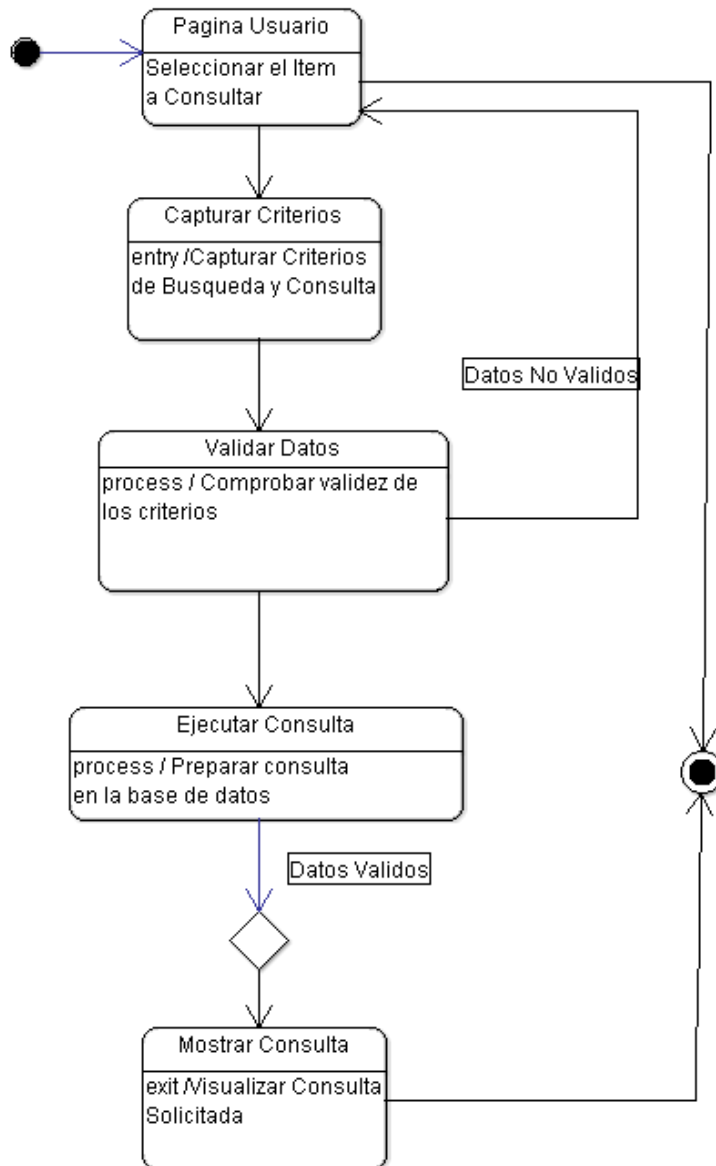 Pagina Usuario
Seleccionar el Item
a Consultar
Capturar Criterios
entry /Capturar Criterios
de Busqueda y Consulta
Datos No Validos
Validar Datos
process / Comprobar validez de
los criterios
Ejecutar Consulta
process / Preparar consulta
en la base de datos
Datos Validos
Mostrar Consulta
exit /Visualizar Consulta
Solicitada